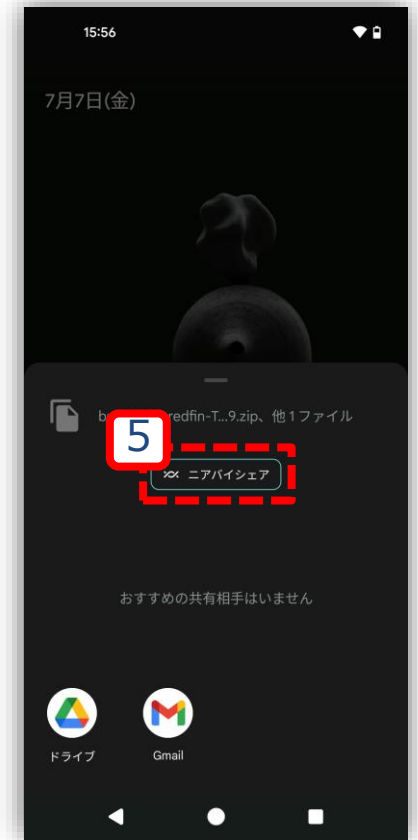 15:56
7月7日(金)
redfin-T...9.zip、他1ファイル
5
ニアバイシェア
おすすめの共有相手はいません
ドライブ
Gmail